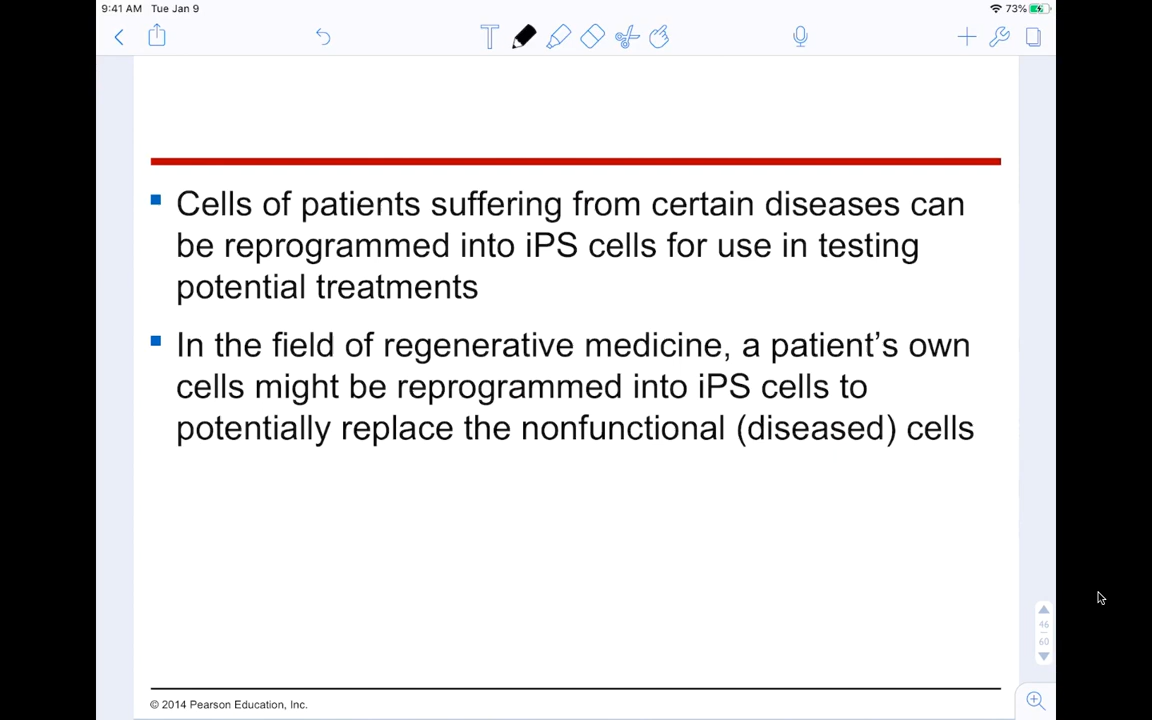 9:41 AM Tue Jan 9
73%
T
Cells of patients suffering from certain diseases can
be reprogrammed into iPS cells for use in testing
potential treatments
In the field of regenerative medicine, a patient’s own
cells might be reprogrammed into iPS cells to
potentially replace the nonfunctional (diseased) cells
46
60
© 2014 Pearson Education, Inc.